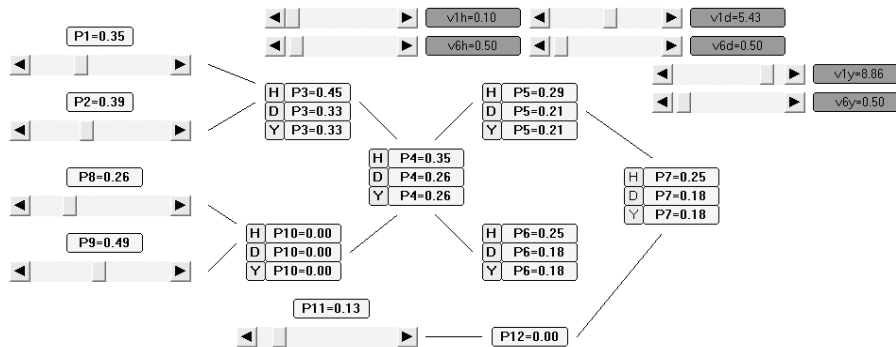 v1h=0.10
v1d=5.43
P1=0.35
v6h=0.50
v6d=0.50
v1y=8.86
v6y=0.50
P2=0.39
H P3=0.45
D P3=0.33
Y P3=0.33
H P5=0.29
D P5=0.21
Y P5=0.21
H P4=0.35
D P4=0.26
Y P4=0.26
P8=0.26
H P7=0.25
D P7=0.18
Y P7=0.18
P9=0.49
H P10=0.00
D P10=0.00
Y P10=0.00
H P6=0.25
D P6=0.18
Y P6=0.18
P11=0.13
P12=0.00